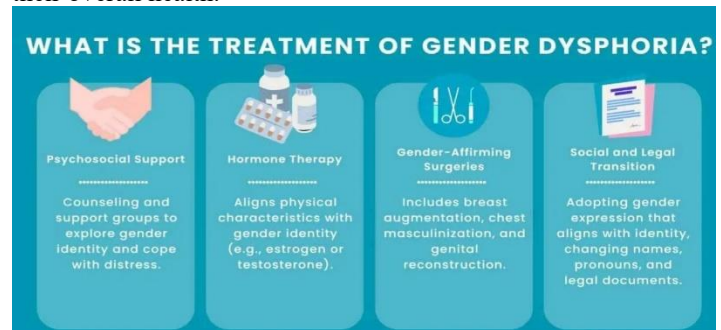 WHAT IS THE TREATMENT OF GENDER DYSPHORIA?
Psychosocial Support
Counseling and
support groups to
explore gender
identity and cope
with distress.
Hormone Therapy
Aligns physical
characteristics with
gender identity
(e.g., estrogen or
testosterone).
Gender-Affirming
Surgeries
Includes breast
augmentation, chest
masculinization, and
genital
reconstruction.
Social and Legal
Transition
Adopting gender
expression that
aligns with identity,
changing names,
pronouns, and
legal documents.